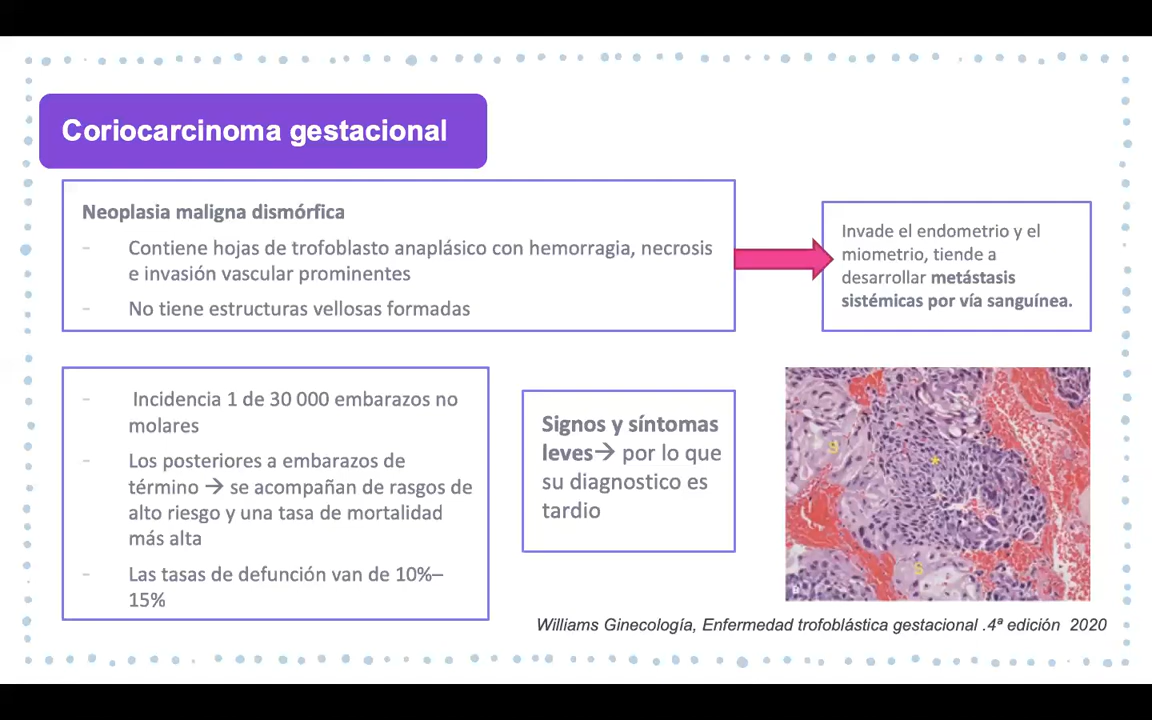 Coriocarcinoma gestacional
Neoplasia maligna dismórfica
- Contiene hojas de trofoblasto anaplásico con hemorragia, necrosis
e invasión vascular prominentes
- No tiene estructuras vellosas formadas
Invade el endometrio y el
miometrio, tiende a
desarrollar metástasis
sistémicas por vía sanguínea.
- Incidencia 1 de 30 000 embarazos no
molares
- Los posteriores a embarazos de
término → se acompañan de rasgos de
alto riesgo y una tasa de mortalidad
más alta
- Las tasas de defunción van de 10%–
15%
Signos y síntomas
leves→ por lo que
su diagnostico es
tardio
S
*
S
B
Williams Ginecología, Enfermedad trofoblástica gestacional .4ª edición 2020